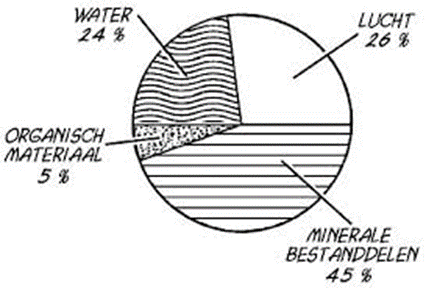 WATER
24 %
LUCHT
26 %
ORGANISCH
MATERIAAL
5 %
MINERALE
BESTANDDELEN
45 %